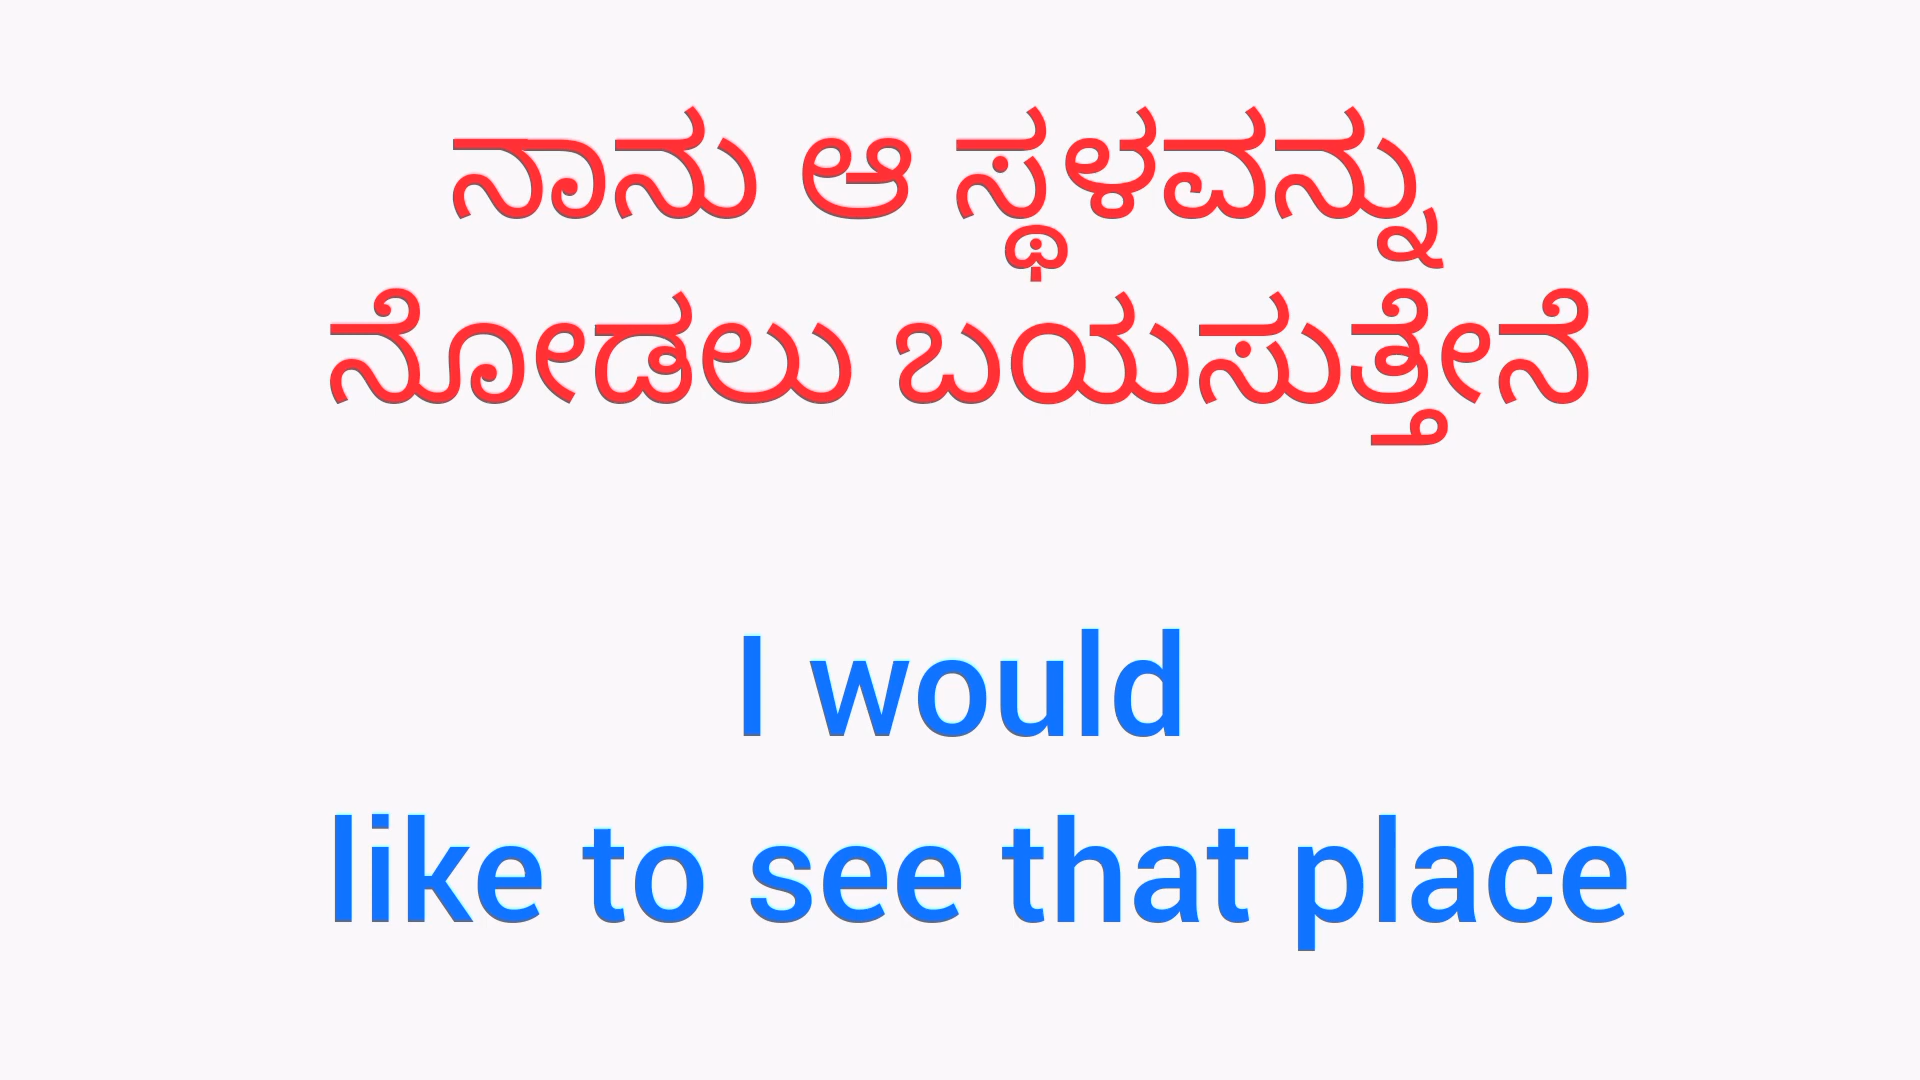 ನಾನು ಆ ಸ್ಥಳವನ್ನು
ನೋಡಲು ಬಯಸುತ್ತೇನೆ
I would
like to see that place